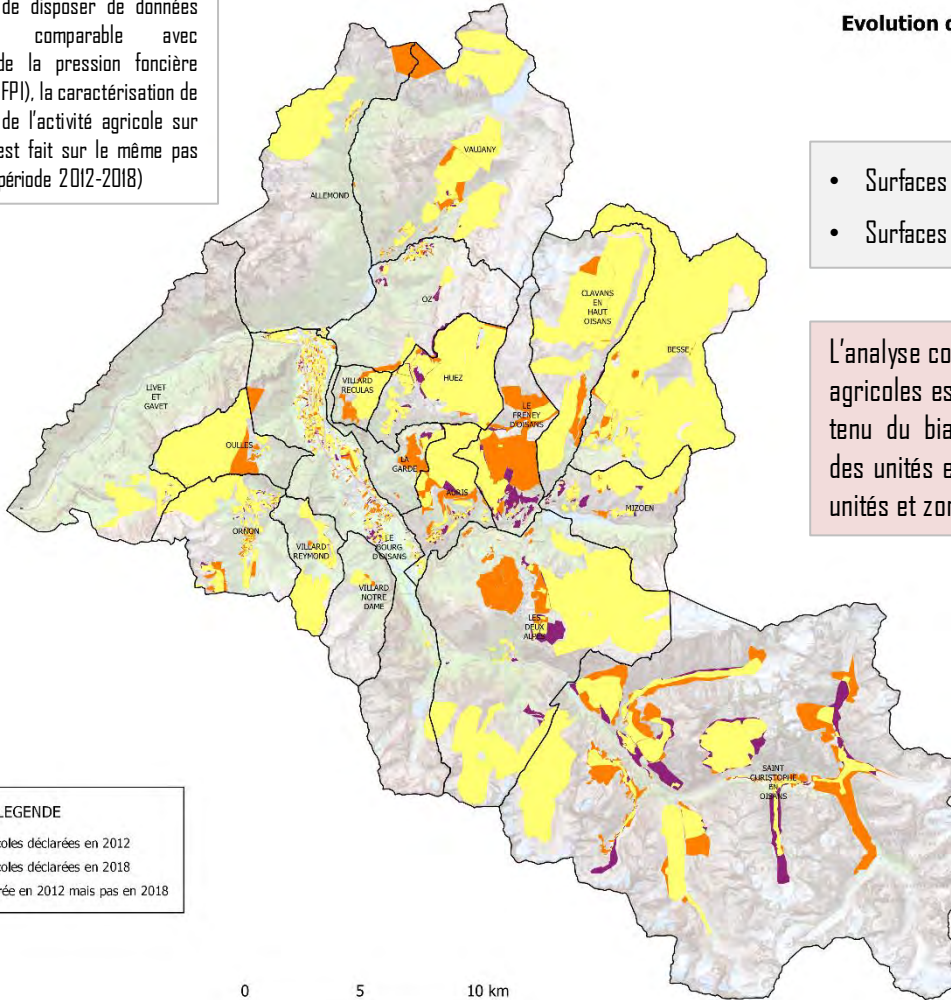 de disposer de données
comparable avec
de la pression foncière
FPI), la caractérisation de
de l'activité agricole sur
est fait sur le même pas
période 2012-2018)
Evolution
• Surfaces
• Surfaces
L'analyse
agricoles
tenu du
des unités
unités et
VAUJANY
ALLEMOND
OZ
CLAVANS
EN
HAUT
OISANS
BESSE
LIVET
ET
GAVET
VILLARD
RECULAS
HUEZ
LE
FRENEY
D'OISANS
OULLES
LA
GARDE
AURIS
MIZOEN
ORNON
VILLARD
REYMOND
LE
BOURG
D'OISANS
VILLARD
NOTRE
DAME
LES
DEUX
ALPES
SAINT
CHRISTOPHE
EN
OISANS
LEGENDE
coles déclarées en 2012
coles déclarées en 2018
rée en 2012 mais pas en 2018
0 5 10 km